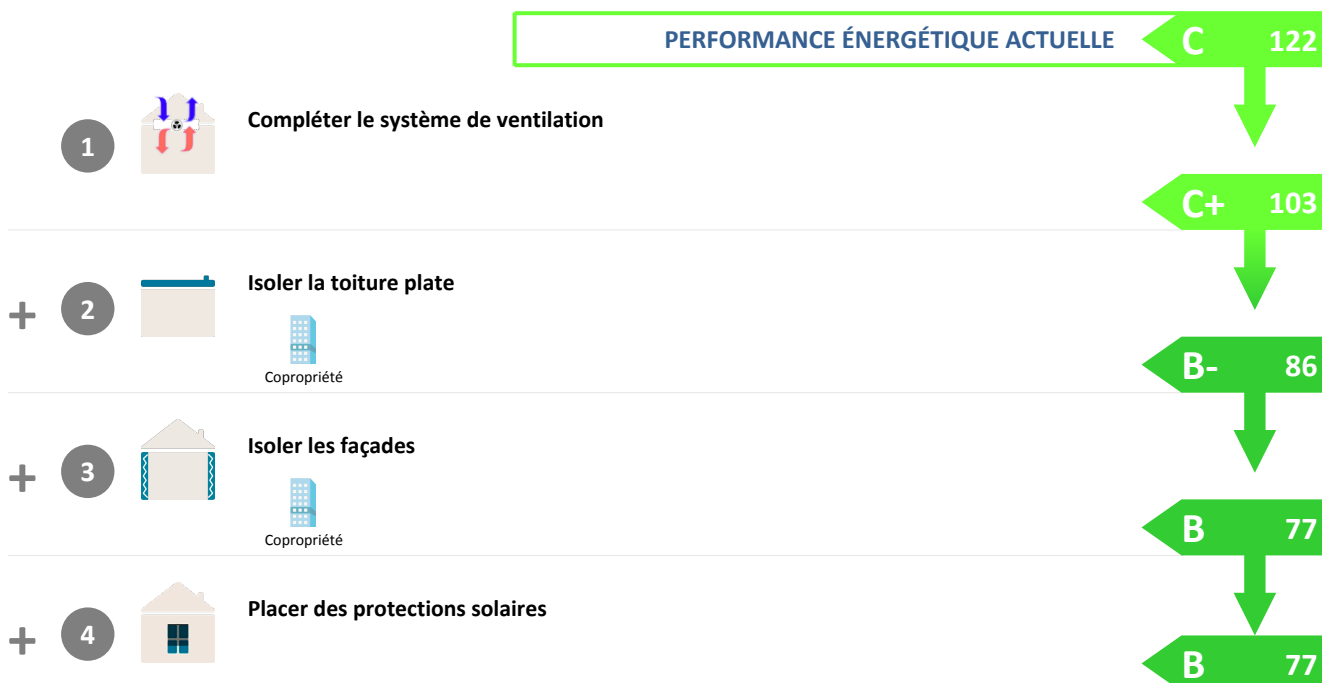 PERFORMANCE ÉNERGÉTIQUE ACTUELLE C 122
1 Compléter le système de ventilation
C+ 103
+ 2 Isoler la toiture plate
Copropriété
B- 86
+ 3 Isoler les façades
Copropriété
B 77
+ 4 Placer des protections solaires
B 77